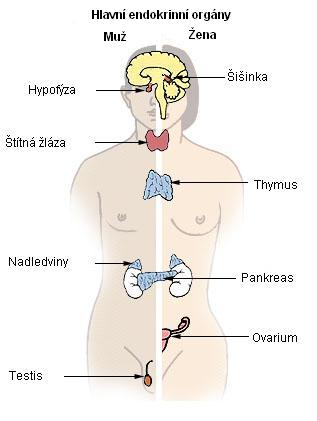 Hlavní endokrinní orgány
Muž
Žena
Šišinka
Hypofýza
Štítná žláza
Thymus
Nadledviny
Pankreas
Ovarium
Testis